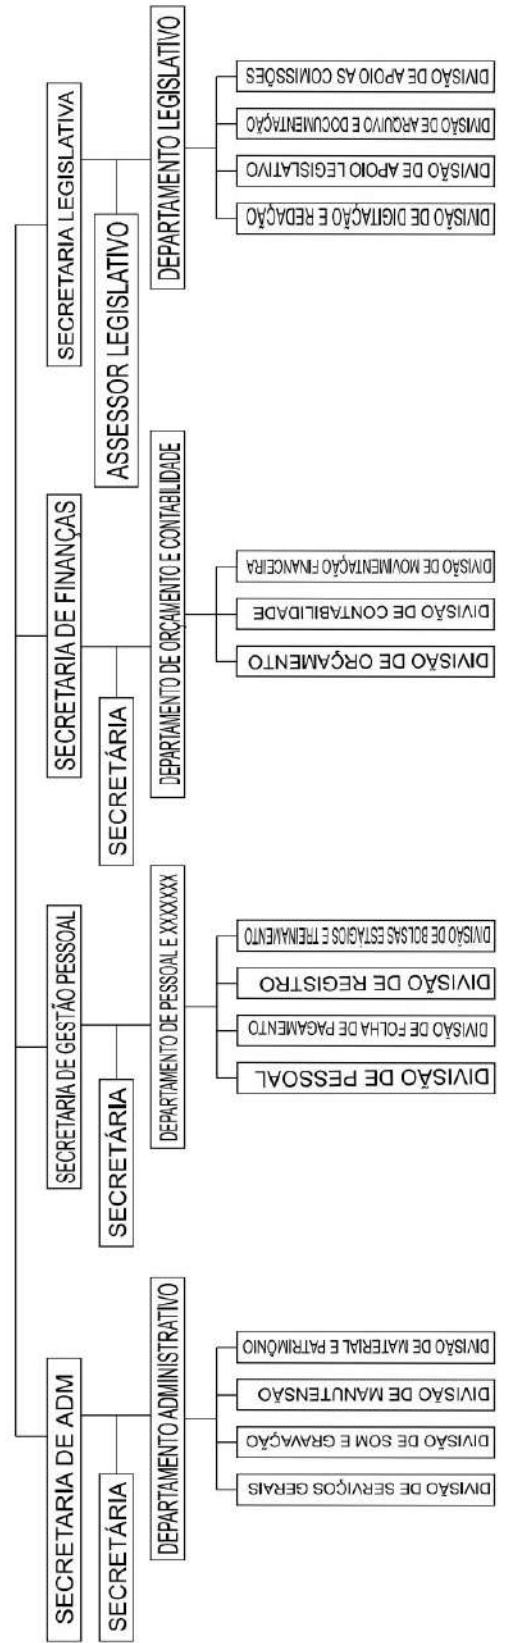 SECRETARIA DE ADM
SECRETÁRIA
DEPARTAMENTO ADMINISTRATIVO
DIVISÃO DE SERVIÇOS GERAIS
DIVISÃO DE SOM E GRAVAÇÃO
DIVISÃO DE MANUTENSÃO
DIVISÃO DE MATERIAL E PATRIMÔNIO
SECRETARIA DE GESTÃO PESSOAL
SECRETÁRIA
DEPARTAMENTO DE PESSOAL E XXXXXXX
DIVISÃO DE PESSOAL
DIVISÃO DE FOLHA DE PAGAMENTO
DIVISÃO DE REGISTRO
DIVISÃO DE BOLSAS ESTÁGIOS E TREINAMENTO
SECRETARIA DE FINANÇAS
SECRETÁRIA
DEPARTAMENTO DE ORÇAMENTO E CONTABILIDADE
DIVISÃO DE ORÇAMENTO
DIVISÃO DE CONTABILIDADE
DIVISÃO DE MOVIMENTAÇÃO FINANCEIRA
SECRETARIA LEGISLATIVA
ASSESSOR LEGISLATIVO
DEPARTAMENTO LEGISLATIVO
DIVISÃO DE DIGITAÇÃO E REDAÇÃO
DIVISÃO DE APOIO LEGISLATIVO
DIVISÃO DE ARQUIVO E DOCUMENTAÇÃO
DIVISÃO DE APOIO AS COMISSÕES